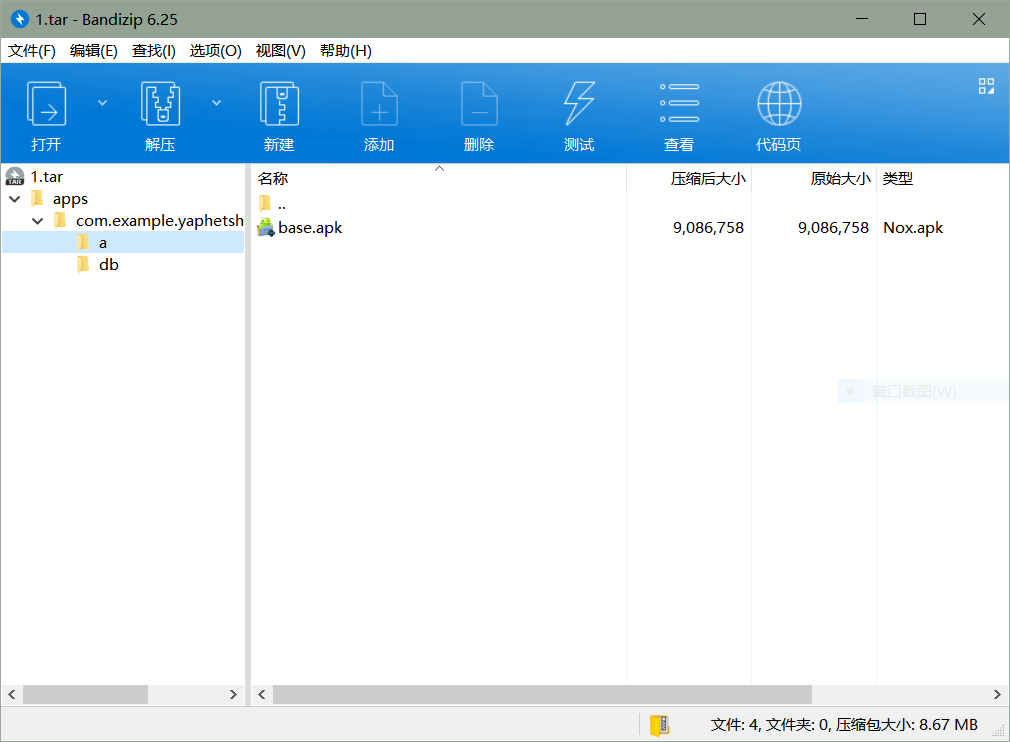 1.tar - Bandizip 6.25
文件(F) 编辑(E) 查找(I) 选项(O) 视图(V) 帮助(H)
打开 解压 新建 添加 删除 测试 查看 代码页
TAR 1.tar
apps
com.example.yaphetsh
a
db
名称 压缩后大小 原始大小 类型
..
base.apk 9,086,758 9,086,758 Nox.apk
窗口截图(W)
文件: 4, 文件夹: 0, 压缩包大小: 8.67 MB